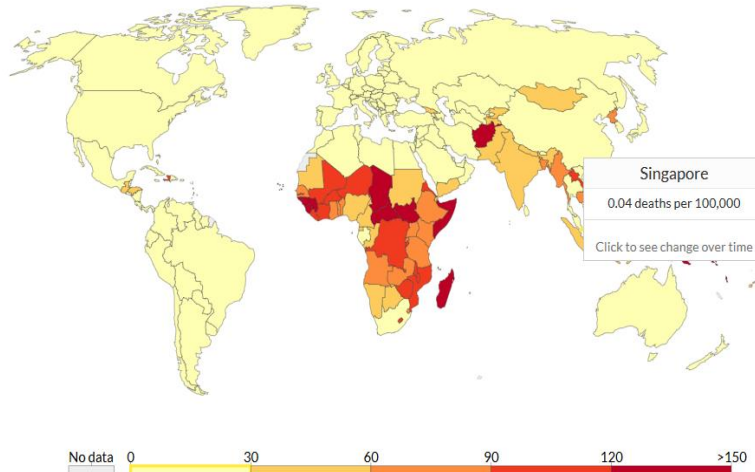 Singapore
0.04 deaths per 100,000
Click to see change over time
No data 0 30 60 90 120 >150